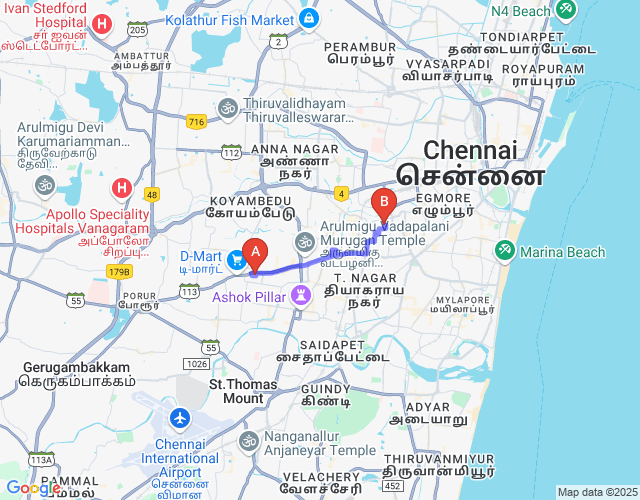 Ivan Stedford
Hospital
சர் ஐவன்
ஸ்டெட்போர்ட்...
Kolathur Fish Market
N4 Beach
2
TONDIARPET
தண்டையார்பேட்டை
PERAMBUR
பெரம்பூர்
AMBATTUR
அம்பத்தூர்
VYASARPADI
வியாசர்பாடி
ROYAPURAM
ராய்புரம்
Thiruvalidhayam
Thiruvalleswarar...
716
Arulmigu Devi
Karumariamman...
திருவேற்காடு
தேவி...
112
ANNA NAGAR
அண்ணா
நகர்
Chennai
சென்னை
48
4
KOYAMBEDU
கோயம்பேடு
EGMORE
எழும்பூர்
Apollo Speciality
Hospitals Vanagaram
அப்போலோ
சிறப்பு...
B
Arulmigu Vadapalani
Murugan Temple
அருள்மிகு
வடபழனி...
D-Mart
டி-மார்ட்
A
Marina Beach
179B
PORUR
போரூர்
113
55
T. NAGAR
தியாகராய
நகர்
Ashok Pillar
MYLAPORE
மயிலாப்பூர்
55
SAIDAPET
சைதாப்பேட்டை
Gerugambakkam
கெருகம்பாக்கம்
1026
St.Thomas
Mount
GUINDY
கிண்டி
ADYAR
அடையாறு
Chennai
International
Airport
சென்னை
விமான
Nanganallur
Anjaneyar Temple
THIRUVANMIYUR
திருவான்மியூர்
113A
55
PAMMAL
பம்மல்
VELACHERY
வேளச்சேரி
452
Google
Map data ©2025